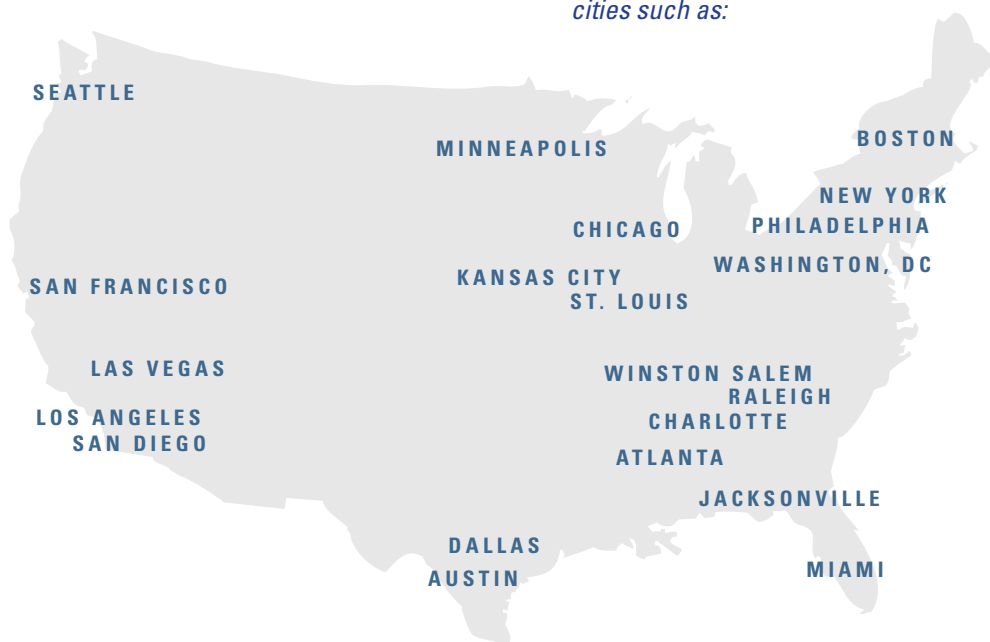 cities such as:
SEATTLE
MINNEAPOLIS
BOSTON
NEW YORK
PHILADELPHIA
CHICAGO
WASHINGTON, DC
KANSAS CITY
SAN FRANCISCO
ST. LOUIS
LAS VEGAS
WINSTON SALEM
RALEIGH
LOS ANGELES
CHARLOTTE
SAN DIEGO
ATLANTA
JACKSONVILLE
DALLAS
MIAMI
AUSTIN